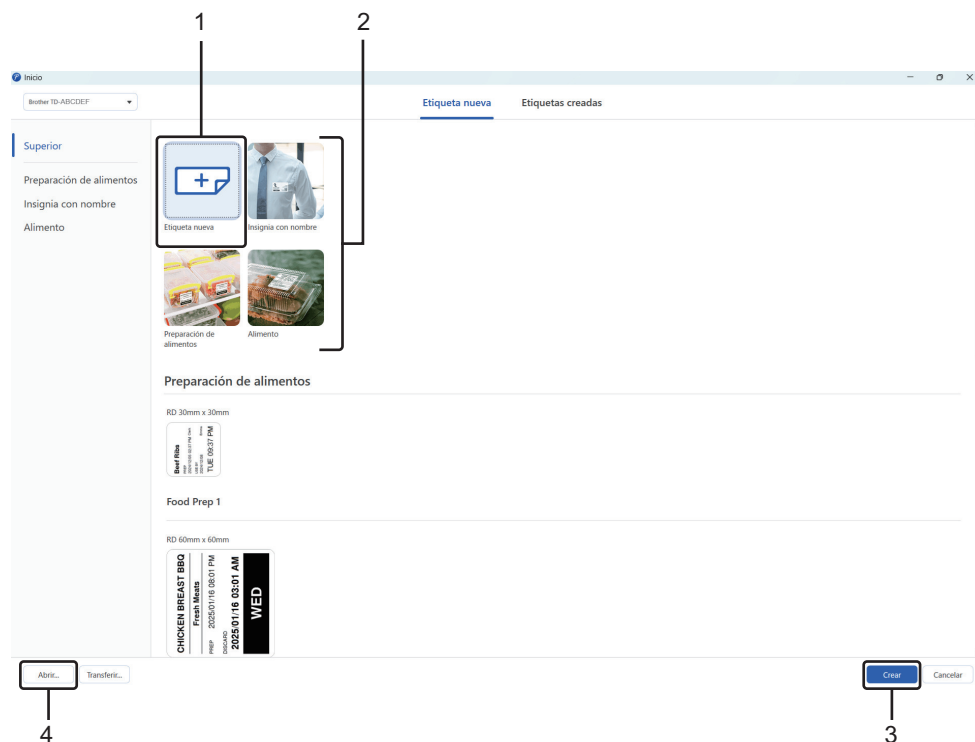 1
2
Inicio
Brother TD-ABCDEF
Etiqueta nueva
Etiquetas creadas
Superior
Preparación de alimentos
Insignia con nombre
Alimento
Etiqueta nueva
Insignia con nombre
Preparación de
alimentos
Alimento
Preparación de alimentos
RD 30mm x 30mm
Beef Ribs
TUE 09:37 PM
Food Prep 1
RD 60mm x 60mm
CHICKEN BREAST BBQ
Fresh Meats
PREP 2025/01/16 08:01 PM
DISCARD
2025/01/16 03:01 AM
WED
Abrir...
Transferir...
Crear
Cancelar
4
3